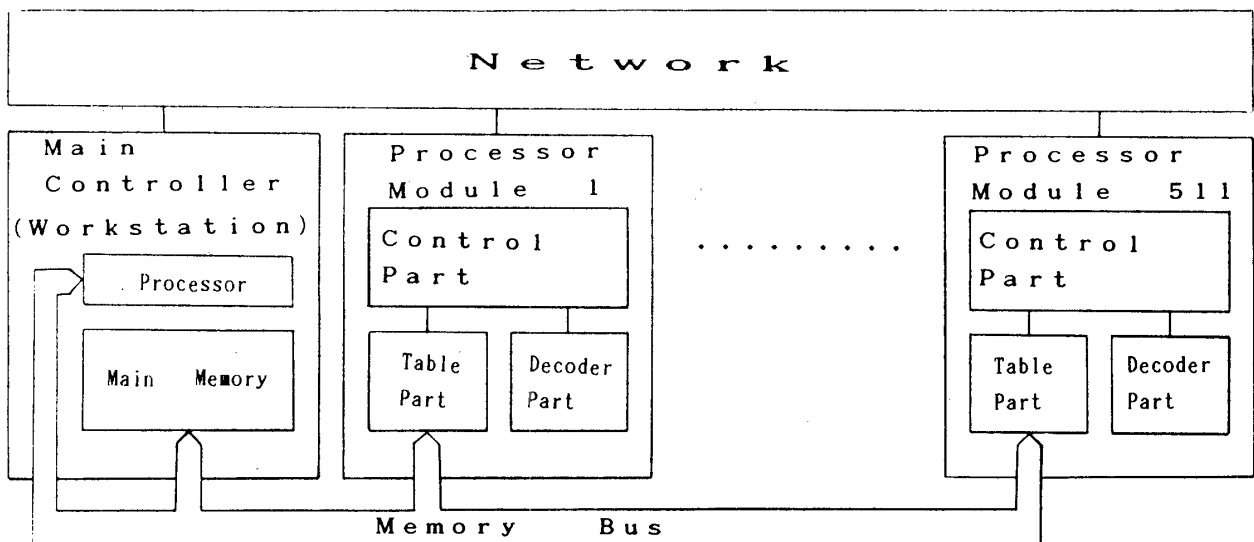 Network
Main
Controller
(Workstation)
Processor
Main Memory
Processor
Module 1
Control
Part
Table
Part
Decoder
Part
.........
Processor
Module 511
Control
Part
Table
Part
Decoder
Part
Memory Bus